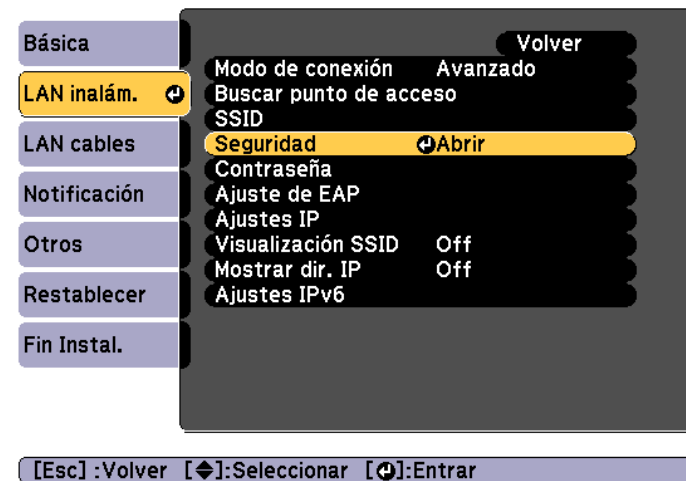 Básica
LAN inalám.
LAN cables
Notificación
Otros
Restablecer
Fin Instal.
Volver
Modo de conexión Avanzado
Buscar punto de acceso
SSID
Seguridad Abrir
Contraseña
Ajuste de EAP
Ajustes IP
Visualización SSID Off
Mostrar dir. IP Off
Ajustes IPv6
[Esc] :Volver [◆]:Seleccionar [↵]:Entrar